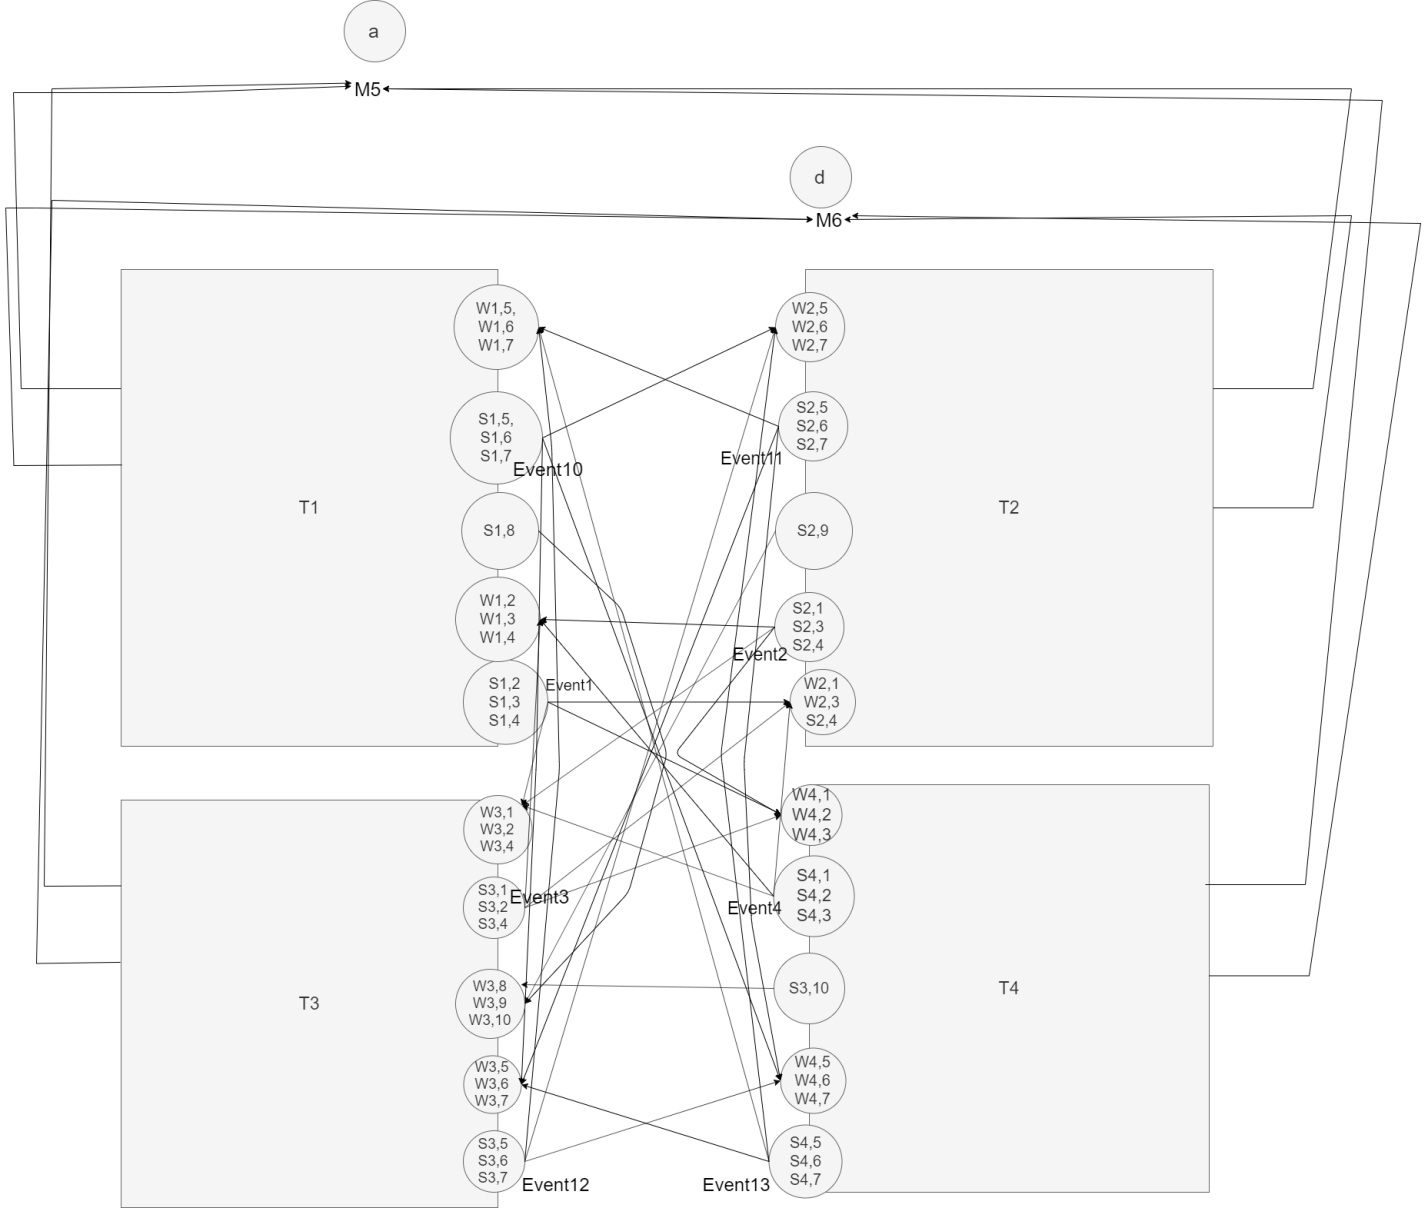 a
M5
d
M6
W1,5,
W1,6
W1,7
S1,5,
S1,6
S1,7
Event10
T1
S1,8
W1,2
W1,3
W1,4
S1,2
S1,3
S1,4
Event1
W2,5
W2,6
W2,7
S2,5
S2,6
S2,7
Event11
T2
S2,9
S2,1
S2,3
S2,4
Event2
W2,1
W2,3
S2,4
W3,1
W3,2
W3,4
S3,1
S3,2
S3,4
Event3
T3
W3,8
W3,9
W3,10
W3,5
W3,6
W3,7
S3,5
S3,6
S3,7
Event12
W4,1
W4,2
W4,3
S4,1
S4,2
S4,3
Event4
T4
S3,10
W4,5
W4,6
W4,7
S4,5
S4,6
S4,7
Event13